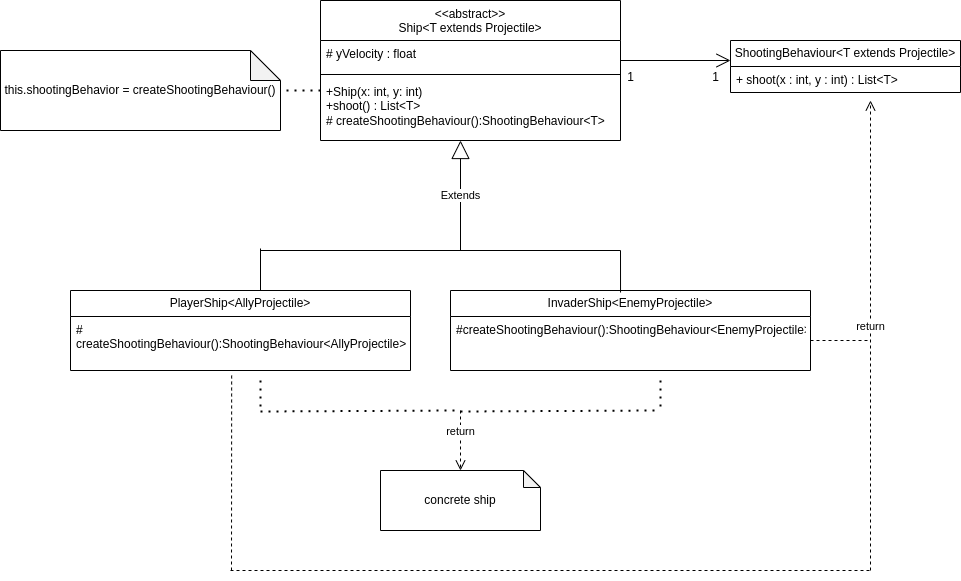 <<abstract>>
Ship<T extends Projectile>
# yVelocity : float
+Ship(x: int, y: int)
+shoot() : List<T>
# createShootingBehaviour():ShootingBehaviour<T>
this.shootingBehavior = createShootingBehaviour()
1
1
ShootingBehaviour<T extends Projectile>
+ shoot(x : int, y : int) : List<T>
Extends
PlayerShip<AllyProjectile>
#
createShootingBehaviour():ShootingBehaviour<AllyProjectile>
InvaderShip<EnemyProjectile>
#createShootingBehaviour():ShootingBehaviour<EnemyProjectile>
return
return
concrete ship